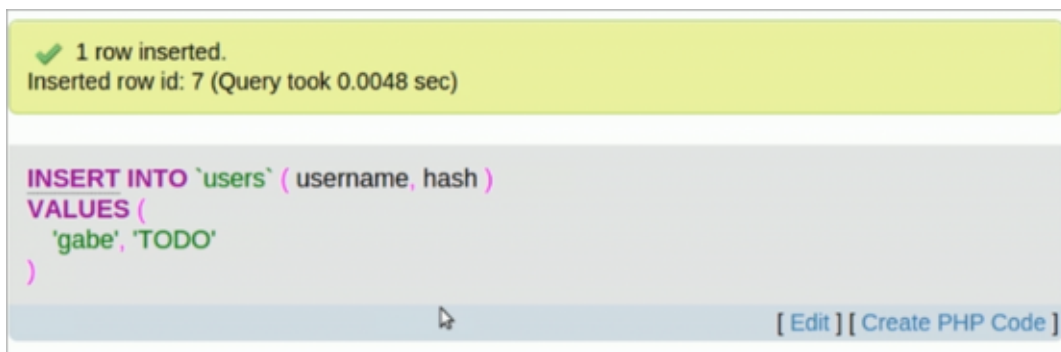 1 row inserted.
Inserted row id: 7 (Query took 0.0048 sec)
INSERT INTO `users` ( username, hash )
VALUES (
'gabe', 'TODO'
)
[ Edit ] [ Create PHP Code ]